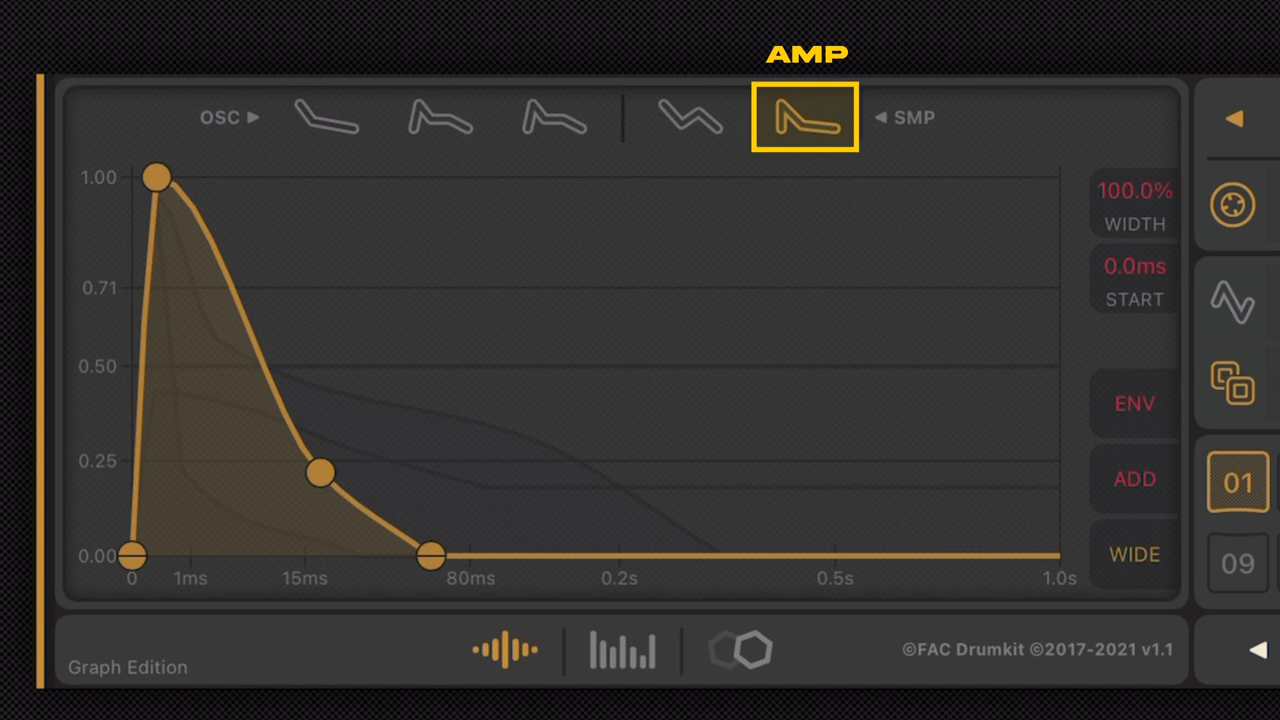 AMP
OSC ▶
◀ SMP
1.00
0.71
0.50
0.25
0.00
0
1ms
15ms
80ms
0.2s
0.5s
1.0s
100.0%
WIDTH
0.0ms
START
ENV
ADD
WIDE
01
09
Graph Edition
©FAC Drumkit ©2017-2021 v1.1